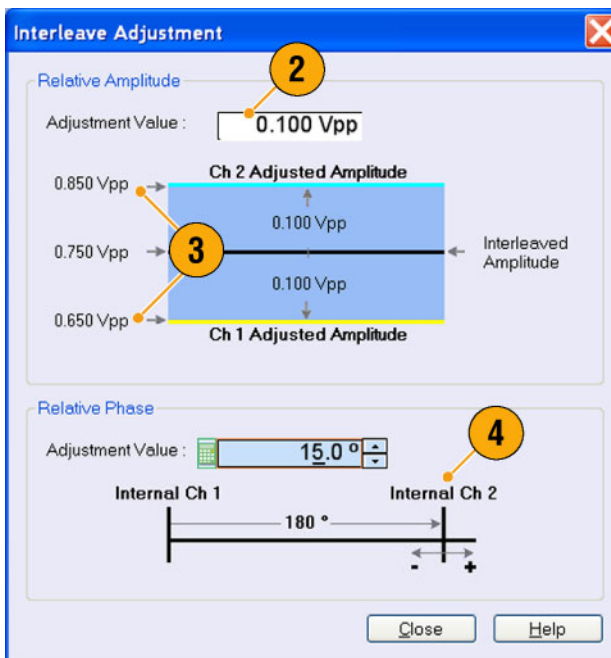 Interleave Adjustment
Relative Amplitude
2
Adjustment Value :
0.100 Vpp
Ch 2 Adjusted Amplitude
0.850 Vpp
0.100 Vpp
3
0.750 Vpp
Interleaved
Amplitude
0.100 Vpp
0.650 Vpp
Ch 1 Adjusted Amplitude
Relative Phase
4
Adjustment Value :
15.0 º
Internal Ch 1
Internal Ch 2
180 º
- +
Close
Help